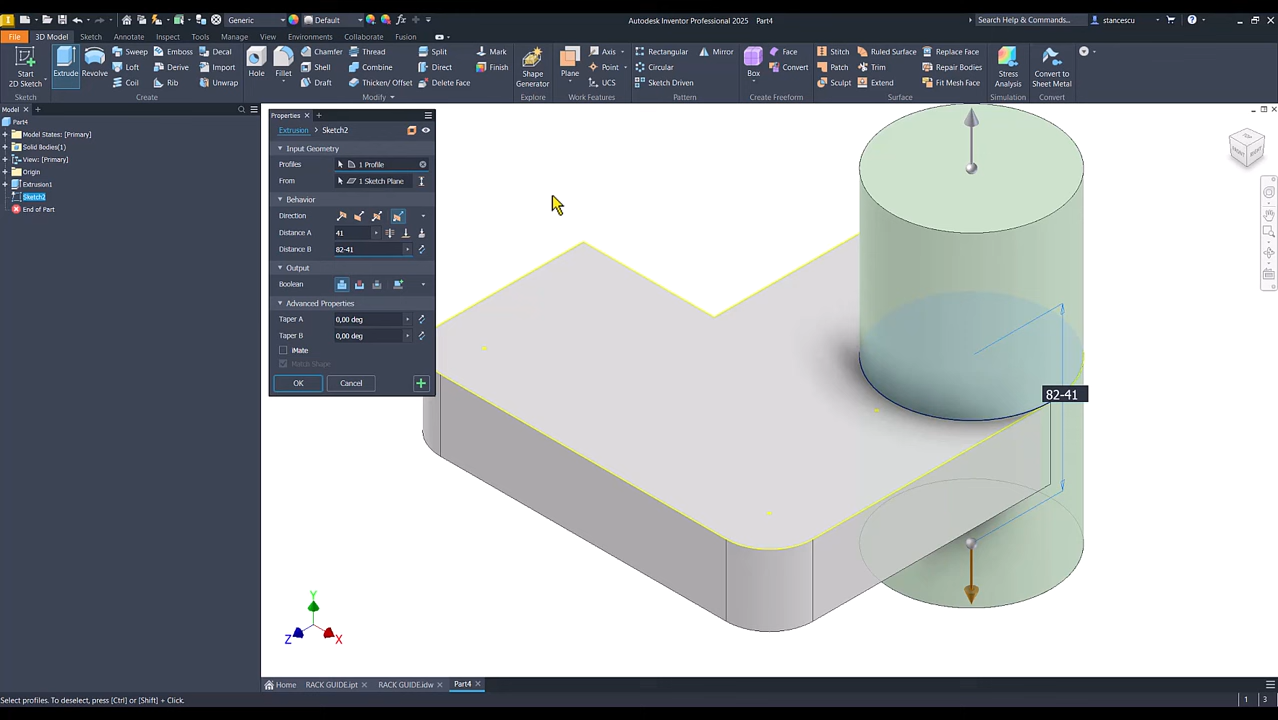 Generic
Default
fx
Autodesk Inventor Professional 2025 Part4
Search Help & Commands...
stancescu
File
3D Model
Sketch
Annotate
Inspect
Tools
Manage
View
Environments
Collaborate
Fusion
Start
2D Sketch
Extrude
Revolve
Sweep
Emboss
Decal
Loft
Derive
Import
Coil
Rib
Unwrap
Hole
Fillet
Chamfer
Thread
Split
Mark
Shell
Combine
Direct
Finish
Draft
Thicken/ Offset
Delete Face
Shape
Generator
Plane
Axis
Point
UCS
Rectangular
Mirror
Circular
Sketch Driven
Box
Face
Convert
Stitch
Ruled Surface
Replace Face
Patch
Trim
Repair Bodies
Sculpt
Extend
Fit Mesh Face
Stress
Analysis
Convert to
Sheet Metal
Sketch
Create
Modify
Explore
Work Features
Pattern
Create Freeform
Surface
Simulation
Convert
Model
Part4
Model States: [Primary]
Solid Bodies(1)
View: [Primary]
Origin
Extrusion1
Sketch2
End of Part
Properties
Extrusion > Sketch2
Input Geometry
Profiles 1 Profile
From 1 Sketch Plane
Behavior
Direction
Distance A 41
Distance B 82-41
Output
Boolean
Advanced Properties
Taper A 0,00 deg
Taper B 0,00 deg
iMate
Match Shape
OK Cancel
82-41
FRONT RIGHT
Y
Z X
Home RACK GUIDE.ipt RACK GUIDE.idw Part4
Select profiles. To deselect, press [Ctrl] or [Shift] + Click. 1 3